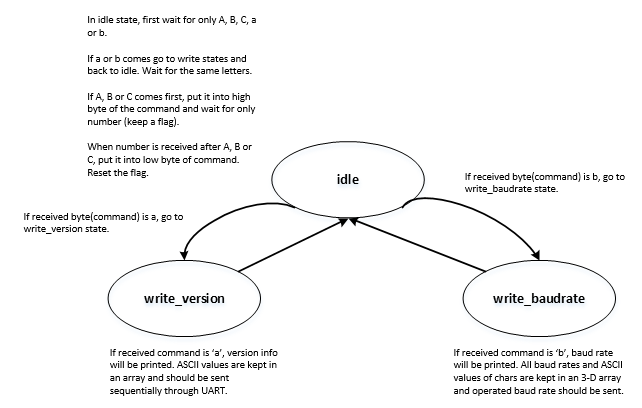 In idle state, first wait for only A, B, C, a
or b.
If a or b comes go to write states and
back to idle. Wait for the same letters.
If A, B or C comes first, put it into high
byte of the command and wait for only
number (keep a flag).
When number is received after A, B or
C, put it into low byte of command.
Reset the flag.
idle
If received byte(command) is b, go to
write_baudrate state.
If received byte(command) is a, go to
write_version state.
write_version
write_baudrate
If received command is ‘a’, version info
will be printed. ASCII values are kept in
an array and should be sent
sequentially through UART.
If received command is ‘b’, baud rate
will be printed. All baud rates and ASCII
values of chars are kept in an 3-D array
and operated baud rate should be sent.